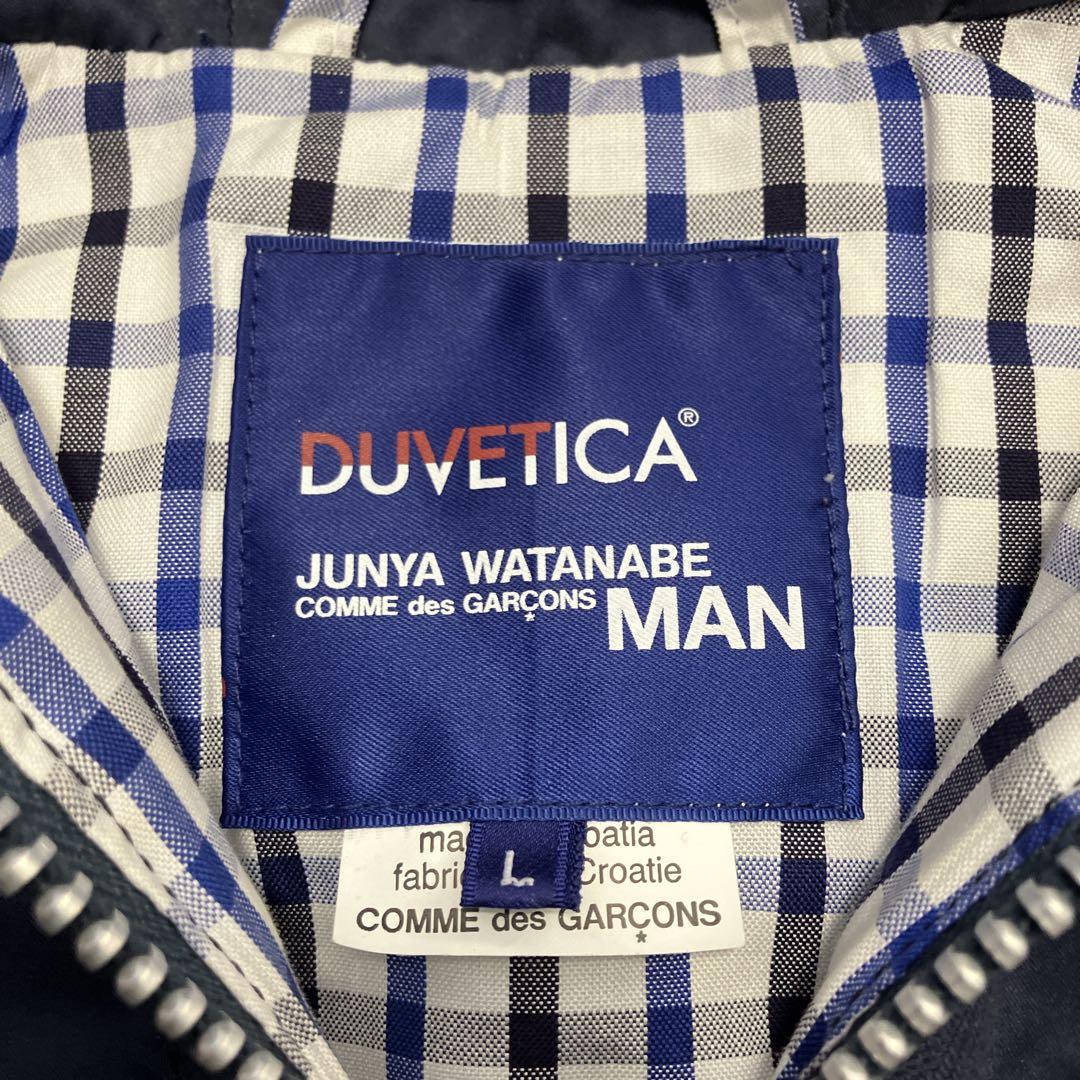 DUVETICA®
JUNYA WATANABE
COMME des GARÇONS MAN
L
COMME des GARÇONS